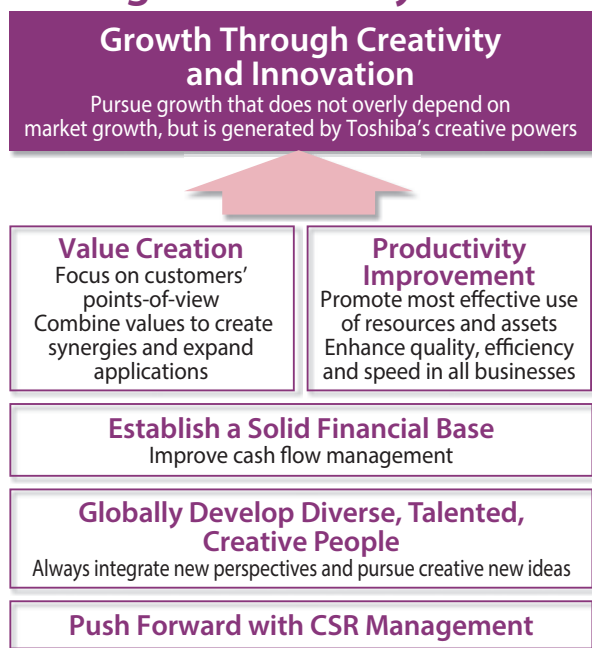 Growth Through Creativity
and Innovation
Pursue growth that does not overly depend on
market growth, but is generated by Toshiba's creative powers
Value Creation
Focus on customers'
points-of-view
Combine values to create
synergies and expand
applications
Productivity
Improvement
Promote most effective use
of resources and assets
Enhance quality, efficiency
and speed in all businesses
Establish a Solid Financial Base
Improve cash flow management
Globally Develop Diverse, Talented,
Creative People
Always integrate new perspectives and pursue creative new ideas
Push Forward with CSR Management